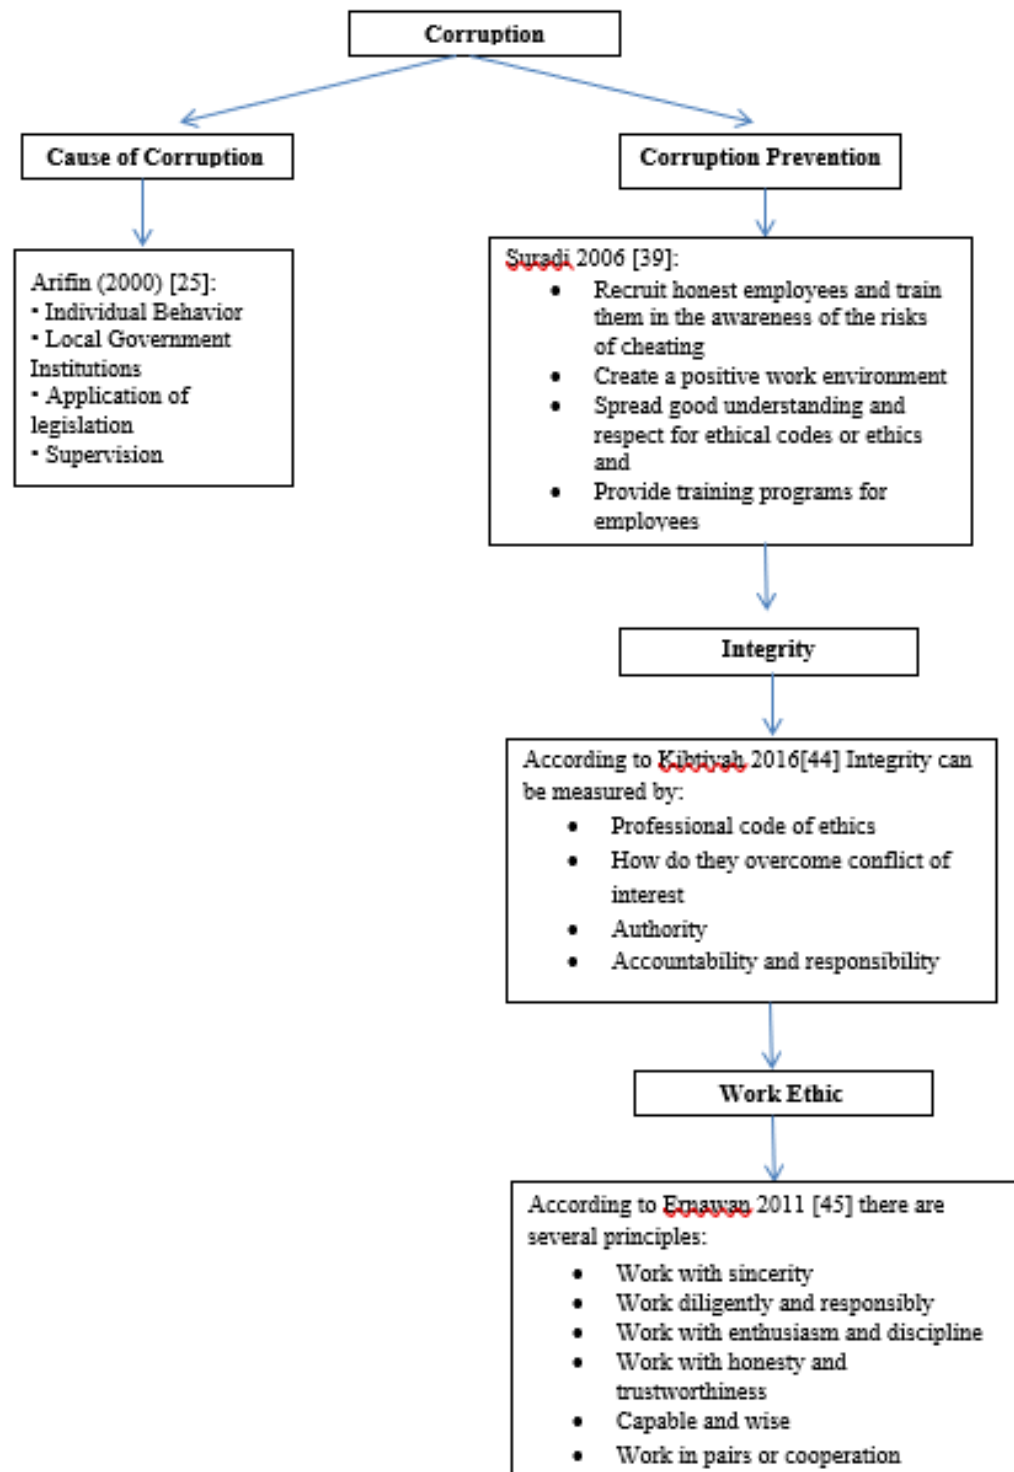 Corruption
Cause of Corruption
Corruption Prevention
Arifin (2000) [25]:
▪ Individual Behavior
▪ Local Government
Institutions
▪ Application of
legislation
▪ Supervision
Suradi 2006 [39]:
• Recruit honest employees and train
them in the awareness of the risks
of cheating
• Create a positive work environment
• Spread good understanding and
respect for ethical codes or ethics
and
• Provide training programs for
employees
Integrity
According to Kibtiyah 2016[44] Integrity can
be measured by:
• Professional code of ethics
• How do they overcome conflict of
interest
• Authority
• Accountability and responsibility
Work Ethic
According to Ernawan 2011 [45] there are
several principles:
• Work with sincerity
• Work diligently and responsibly
• Work with enthusiasm and discipline
• Work with honesty and
trustworthiness
• Capable and wise
• Work in pairs or cooperation